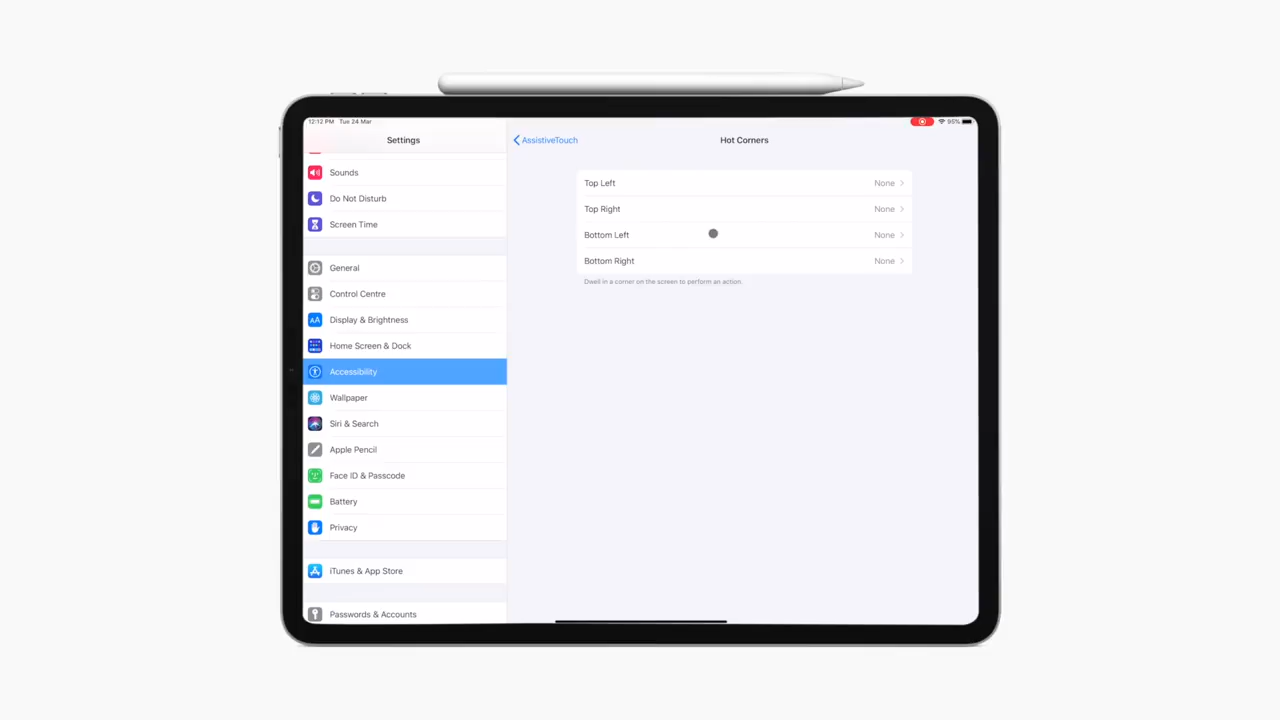 12:12 PM Tue 24 Mar
95%
Settings
Sounds
Do Not Disturb
Screen Time
General
Control Centre
AA Display & Brightness
Home Screen & Dock
Accessibility
Wallpaper
Siri & Search
Apple Pencil
Face ID & Passcode
Battery
Privacy
iTunes & App Store
Passwords & Accounts
AssistiveTouch
Hot Corners
Top Left None
Top Right None
Bottom Left None
Bottom Right None
Dwell in a corner on the screen to perform an action.